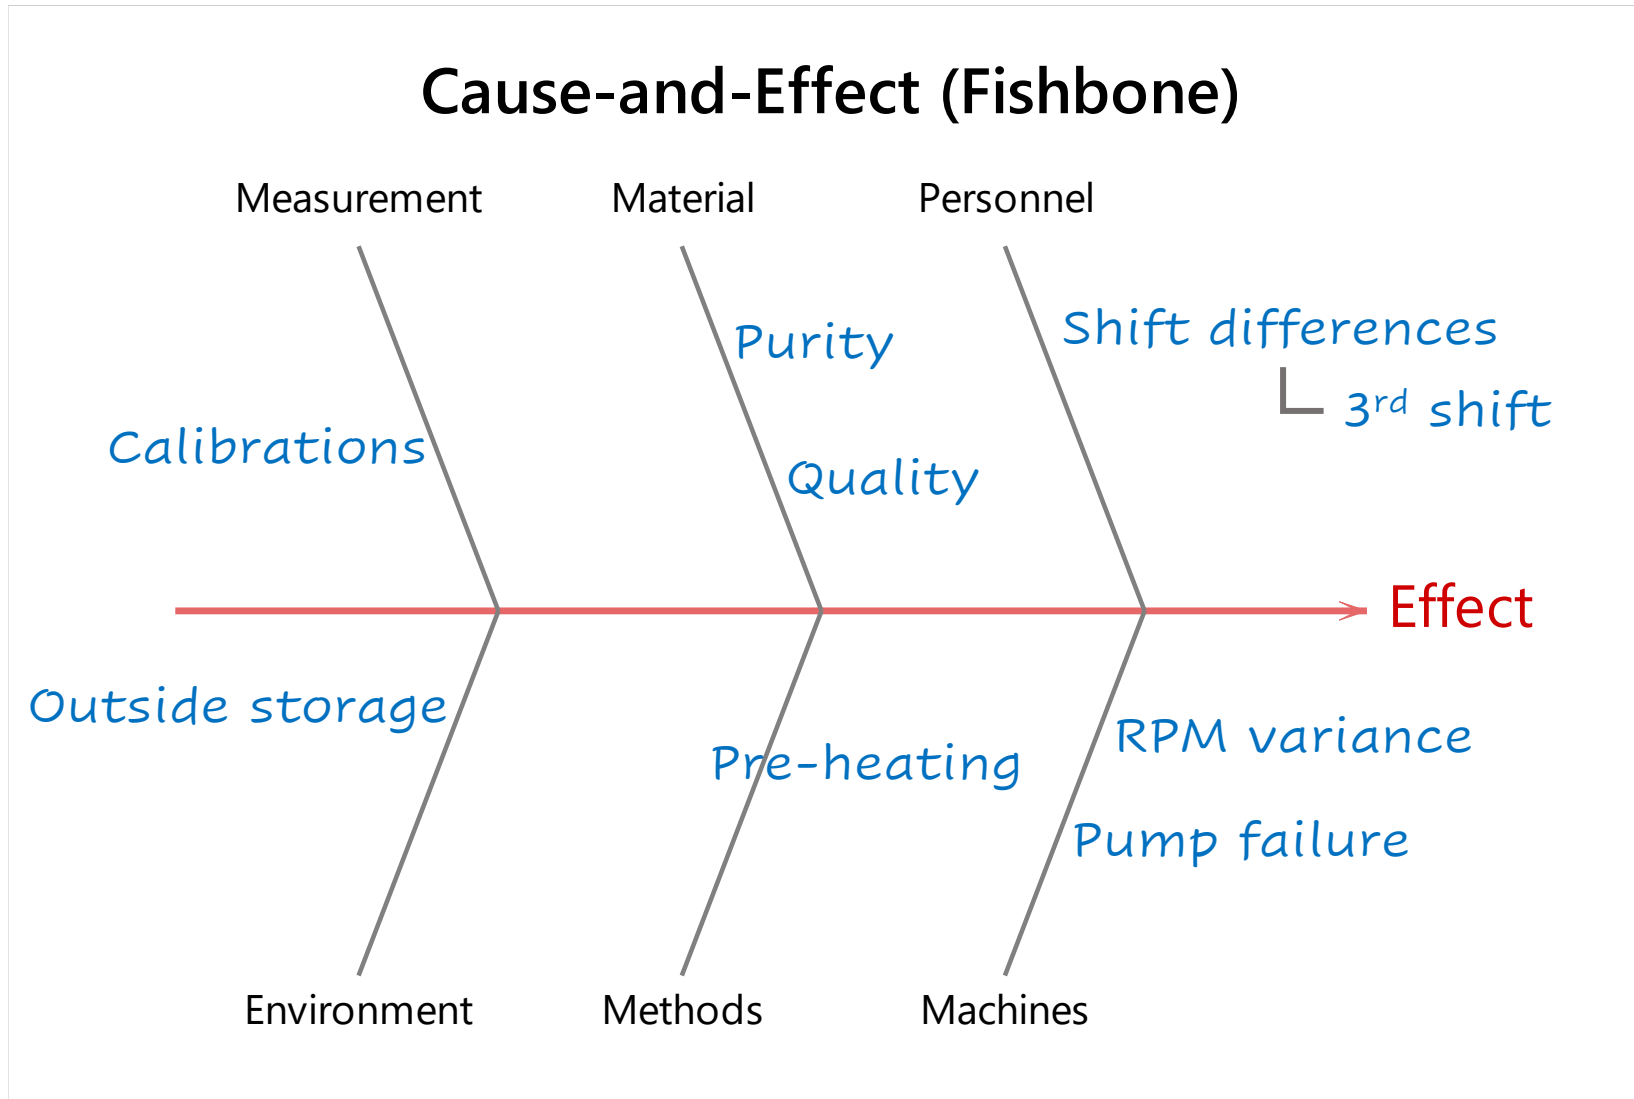 Cause-and-Effect (Fishbone)
Measurement
Material
Personnel
Shift differences
Purity
3rd shift
Calibrations
Quality
Effect
Outside storage
RPM variance
Pre-heating
Pump failure
Environment
Methods
Machines